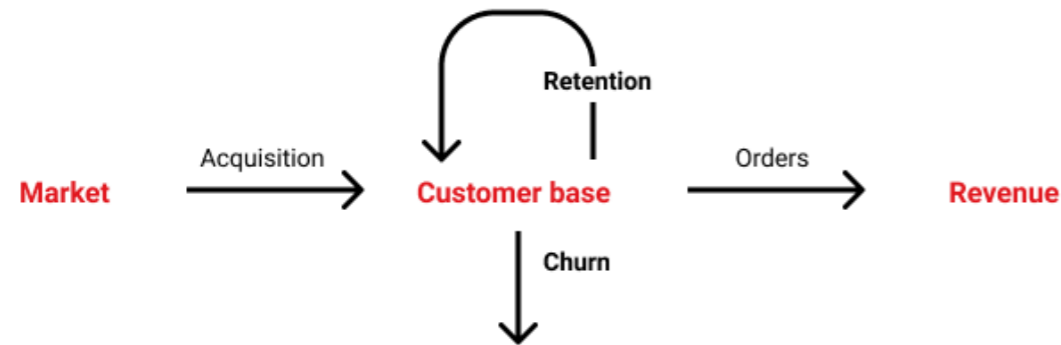 Retention
Acquisition
Orders
Market
Customer base
Revenue
Churn